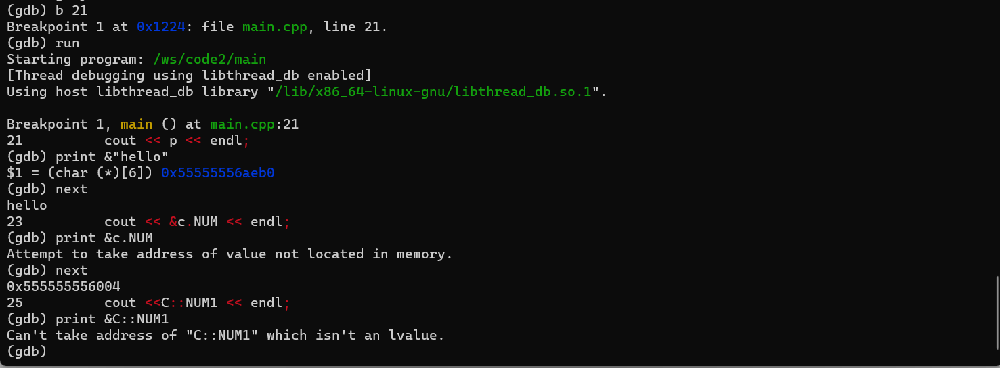 (gdb) b 21
Breakpoint 1 at 0x1224: file main.cpp, line 21.
(gdb) run
Starting program: /ws/code2/main
[Thread debugging using libthread_db enabled]
Using host libthread_db library "/lib/x86_64-linux-gnu/libthread_db.so.1".

Breakpoint 1, main () at main.cpp:21
21          cout << p << endl;
(gdb) print &"hello"
$1 = (char (*)[6]) 0x55555556aeb0
(gdb) next
hello
23          cout << &c.NUM << endl;
(gdb) print &c.NUM
Attempt to take address of value not located in memory.
(gdb) next
0x555555556004
25          cout <<C::NUM1 << endl;
(gdb) print &C::NUM1
Can't take address of "C::NUM1" which isn't an lvalue.
(gdb)